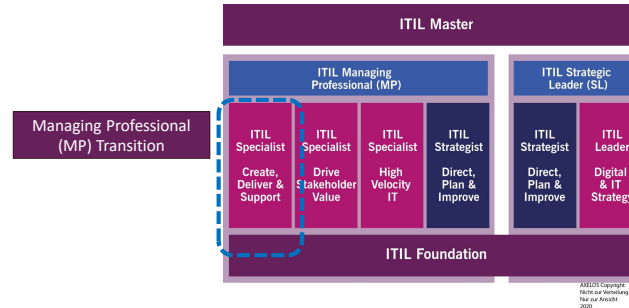 ITIL Master
ITIL Managing
Professional (MP)
ITIL Strategic
Leader (SL)
Managing Professional
(MP) Transition
ITIL
Specialist
Create,
Deliver &
Support
ITIL
Specialist
Drive
Stakeholder
Value
ITIL
Specialist
High
Velocity
IT
ITIL
Strategist
Direct,
Plan &
Improve
ITIL
Strategist
Direct,
Plan &
Improve
ITIL
Leader
Digital
& IT
Strategy
ITIL Foundation
AXELOS Copyright
Nicht zur Verteilung
Nur zur Ansicht
2020